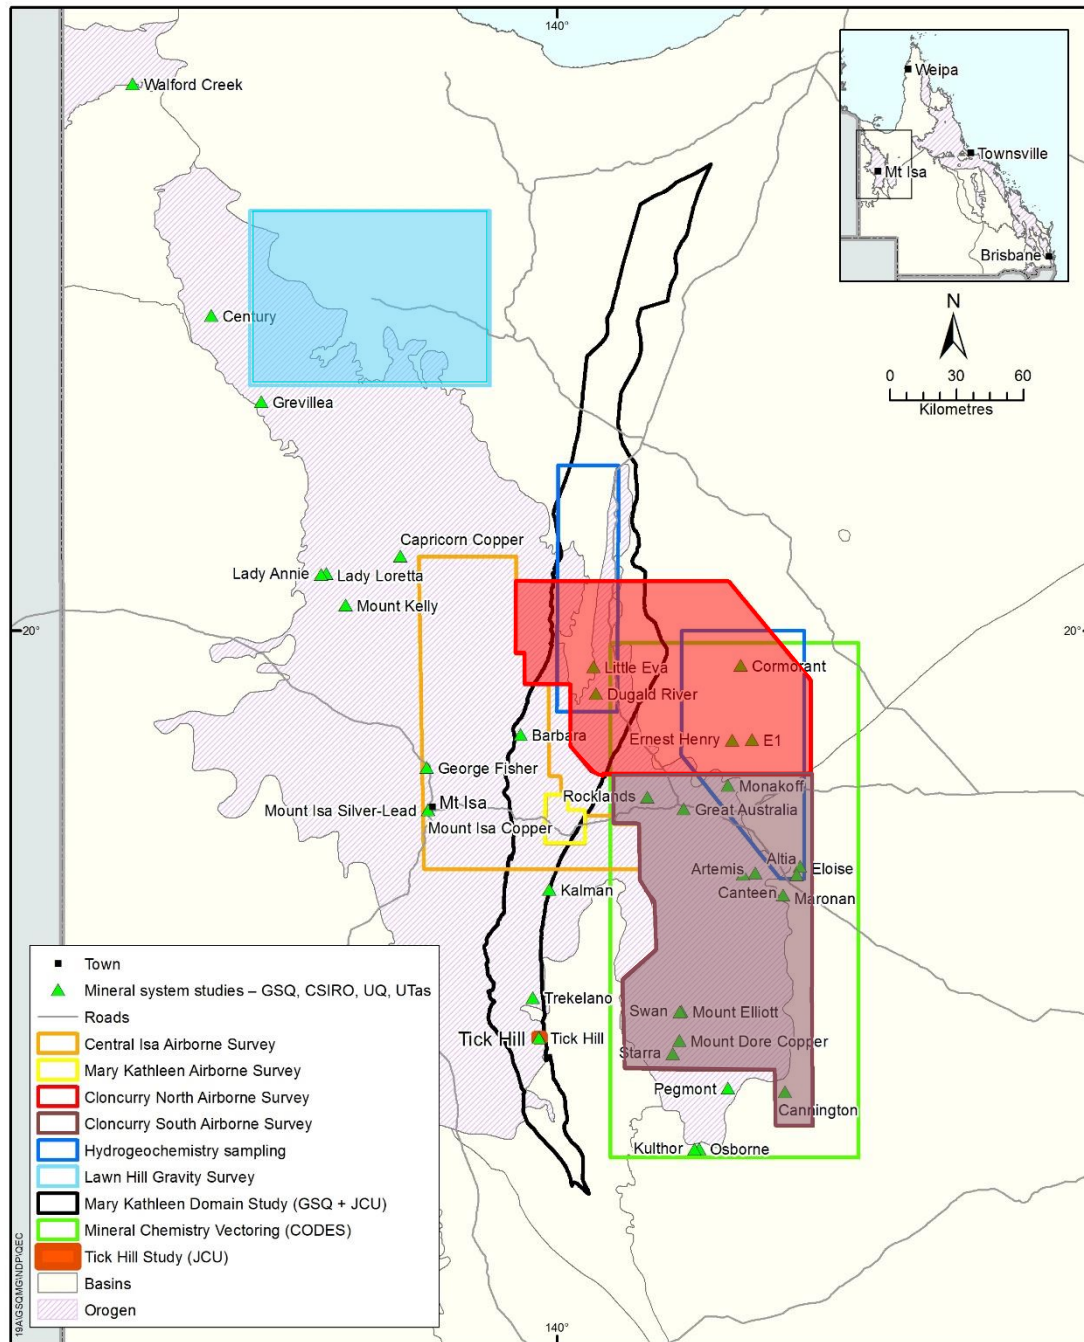 140°
Walford Creek
Weipa
Townsville
Mt Isa
Brisbane
N
0 30 60
Kilometres
Century
Grevillea
Capricorn Copper
Lady Annie
Lady Loretta
Mount Kelly
20°
20°
Little Eva
Cormorant
Dugald River
Barbara
Ernest Henry
E1
George Fisher
Monakoff
Rocklands
Mt Isa
Great Australia
Mount Isa Silver-Lead
Mount Isa Copper
Altia
Artemis
Eloise
Canteen
Maronan
Kalman
Trekelano
Swan
Mount Elliott
Tick Hill
Tick Hill
Mount Dore Copper
Starra
Pegmont
Cannington
Kulthor
Osborne
Town
Mineral system studies – GSQ, CSIRO, UQ, UTas
Roads
Central Isa Airborne Survey
Mary Kathleen Airborne Survey
Cloncurry North Airborne Survey
Cloncurry South Airborne Survey
Hydrogeochemistry sampling
Lawn Hill Gravity Survey
Mary Kathleen Domain Study (GSQ + JCU)
Mineral Chemistry Vectoring (CODES)
Tick Hill Study (JCU)
Basins
Orogen
19A\GSQMG\NDP\QEC
140°